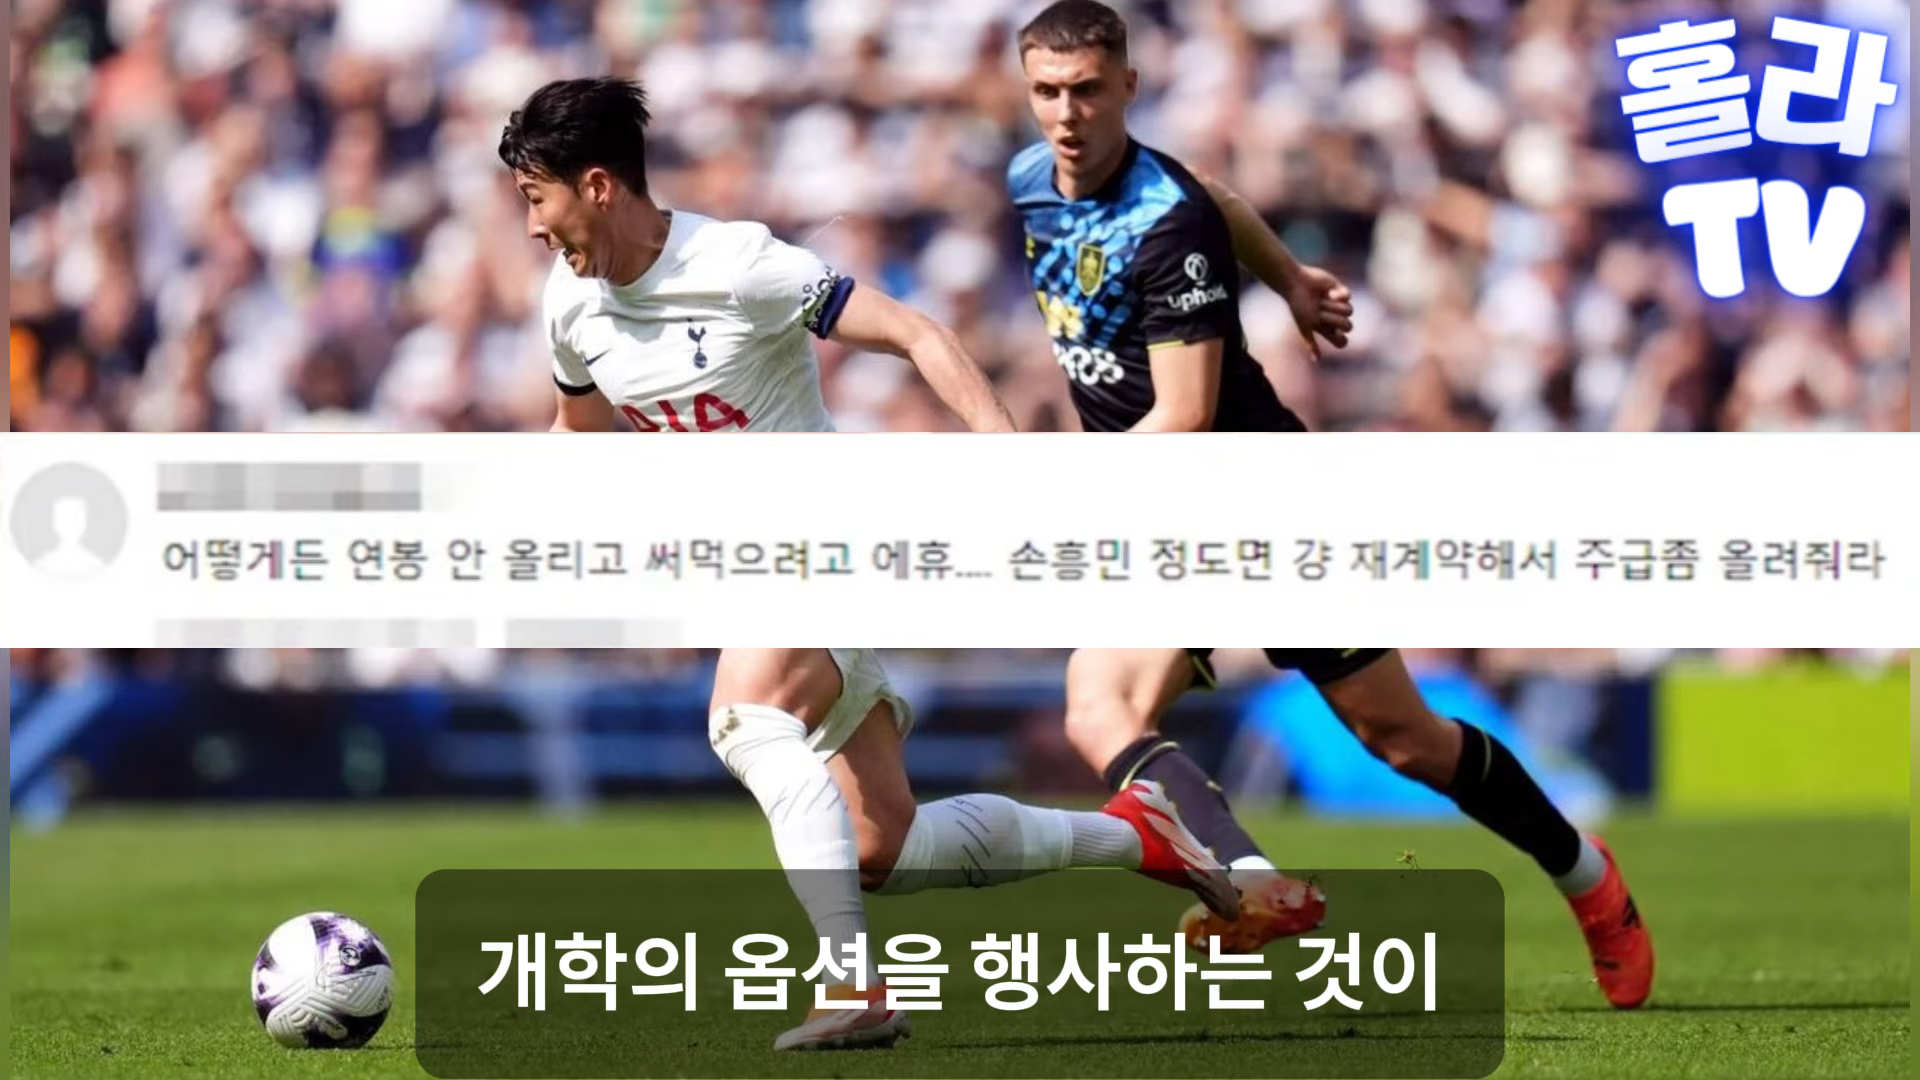 홀라
TV
uphold
어떻게든 연봉 안 올리고 써먹으려고 에휴.... 손흥민 정도면 걍 재계약해서 주급좀 올려줘라
개학의 옵션을 행사하는 것이